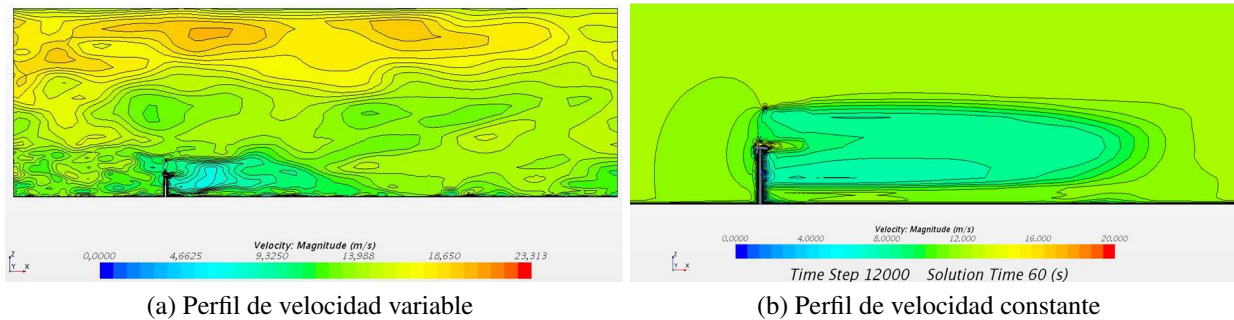 Velocity: Magnitude (m/s)
0,0000 4,6625 9,3250 13,988 18,650 23,313
Z
Y X
(a) Perfil de velocidad variable
Velocity: Magnitude (m/s)
0,0000 4,0000 8,0000 12,000 16,000 20,000
Time Step 12000 Solution Time 60 (s)
Z
Y X
(b) Perfil de velocidad constante